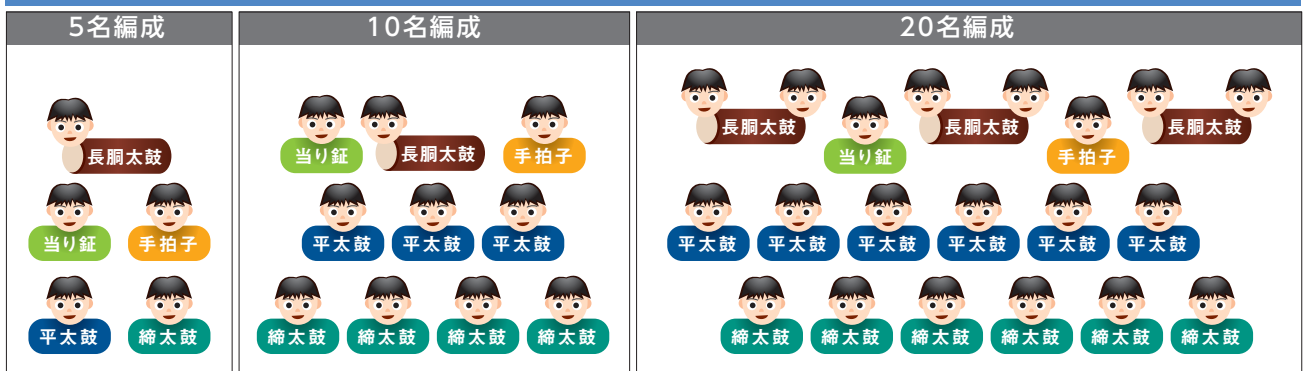 5名編成
長胴太鼓
当り鉦 手拍子
平太鼓 締太鼓
10名編成
当り鉦 長胴太鼓 手拍子
平太鼓 平太鼓 平太鼓
締太鼓 締太鼓 締太鼓 締太鼓
20名編成
長胴太鼓 長胴太鼓 長胴太鼓
当り鉦 手拍子
平太鼓 平太鼓 平太鼓 平太鼓 平太鼓 平太鼓
締太鼓 締太鼓 締太鼓 締太鼓 締太鼓 締太鼓